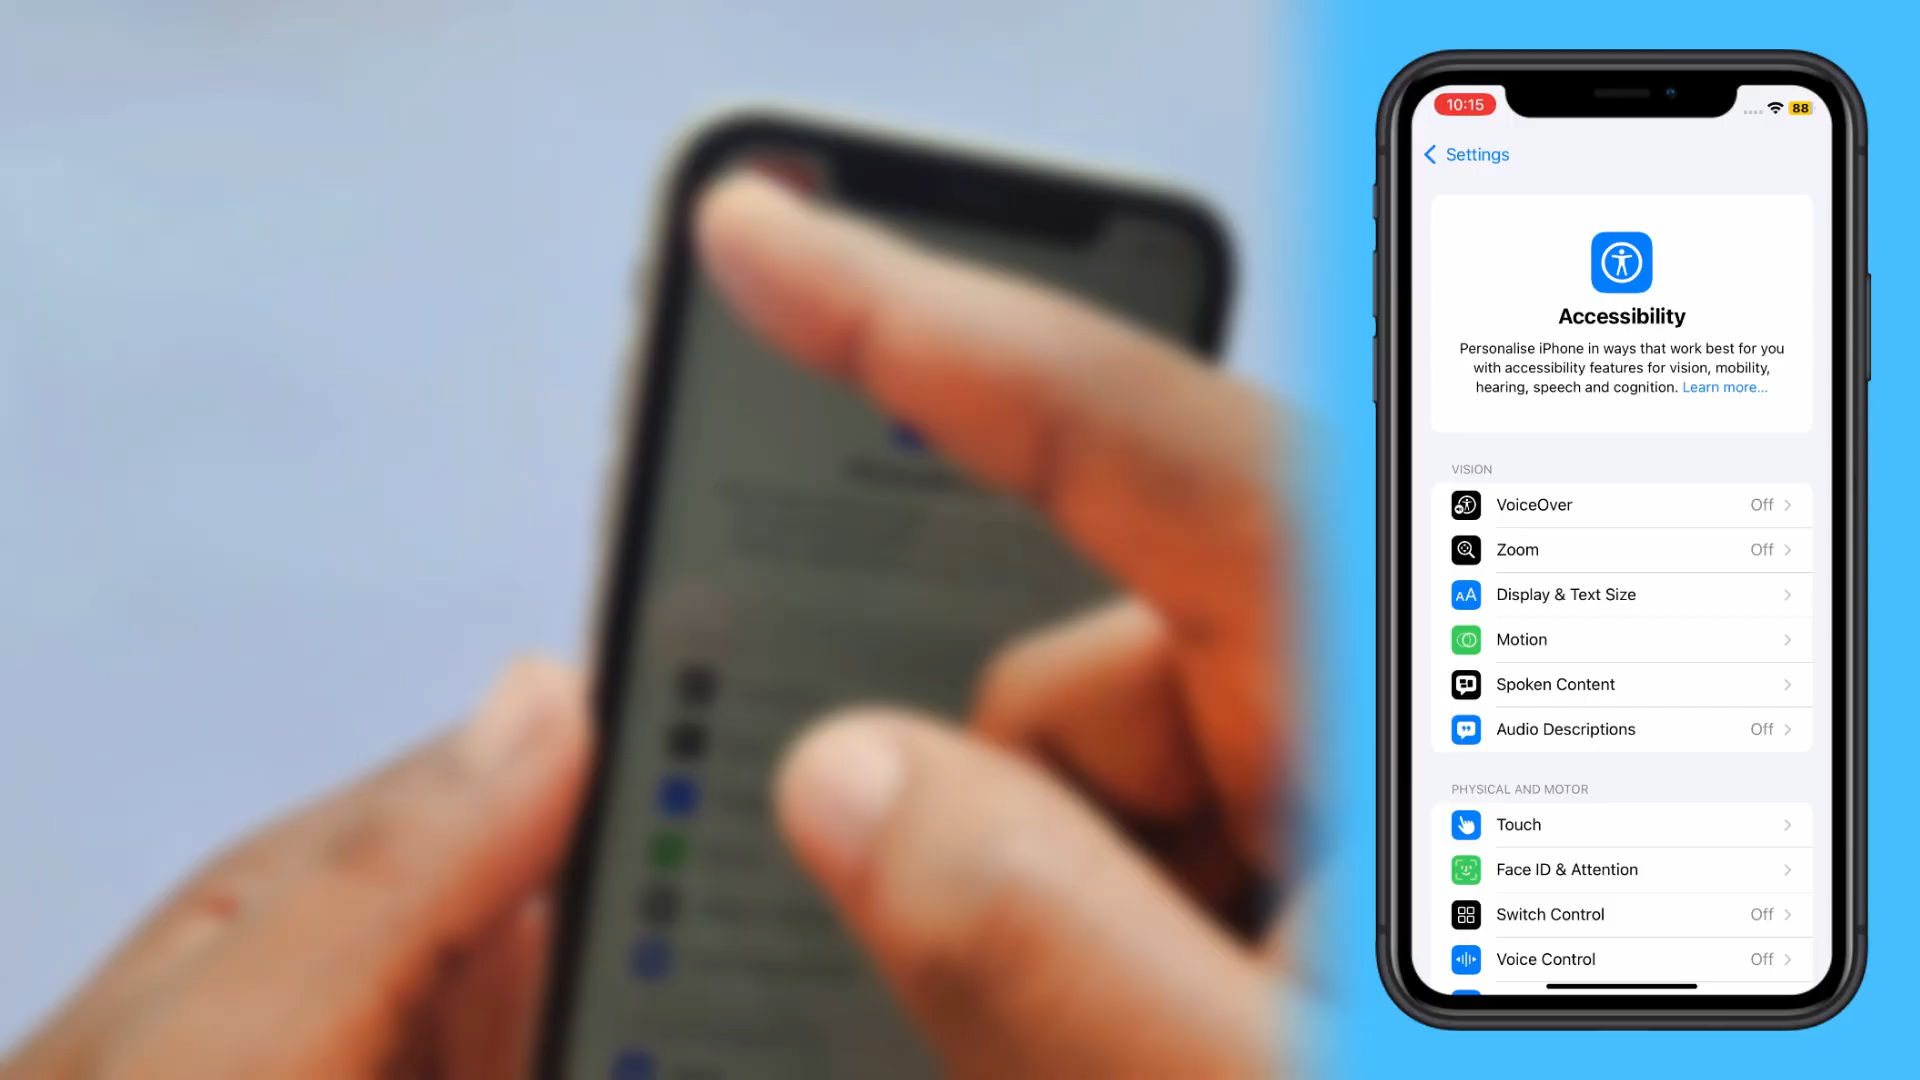 10:15
88
Settings
Accessibility
Personalise iPhone in ways that work best for you
with accessibility features for vision, mobility,
hearing, speech and cognition. Learn more...
VISION
VoiceOver Off
Zoom Off
AA Display & Text Size
Motion
Spoken Content
Audio Descriptions Off
PHYSICAL AND MOTOR
Touch
Face ID & Attention
Switch Control Off
Voice Control Off